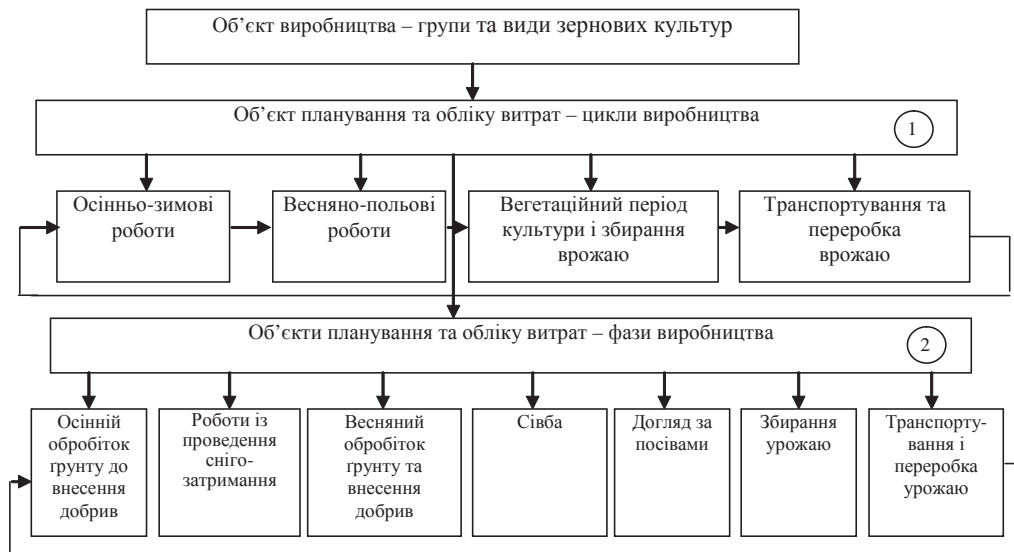 Об’єкт виробництва – групи та види зернових культур
Об’єкт планування та обліку витрат – цикли виробництва
1
Осінньо-зимові
роботи
Весняно-польові
роботи
Вегетаційний період
культури і збирання
врожаю
Транспортування та
переробка
врожаю
Об’єкти планування та обліку витрат – фази виробництва
2
Осінній
обробіток
ґрунту до
внесення
добрив
Роботи із
проведення
сніго-
затримання
Весняний
обробіток
ґрунту та
внесення
добрив
Сівба
Догляд за
посівами
Збирання
урожаю
Транспорту-
вання і
переробка
урожаю